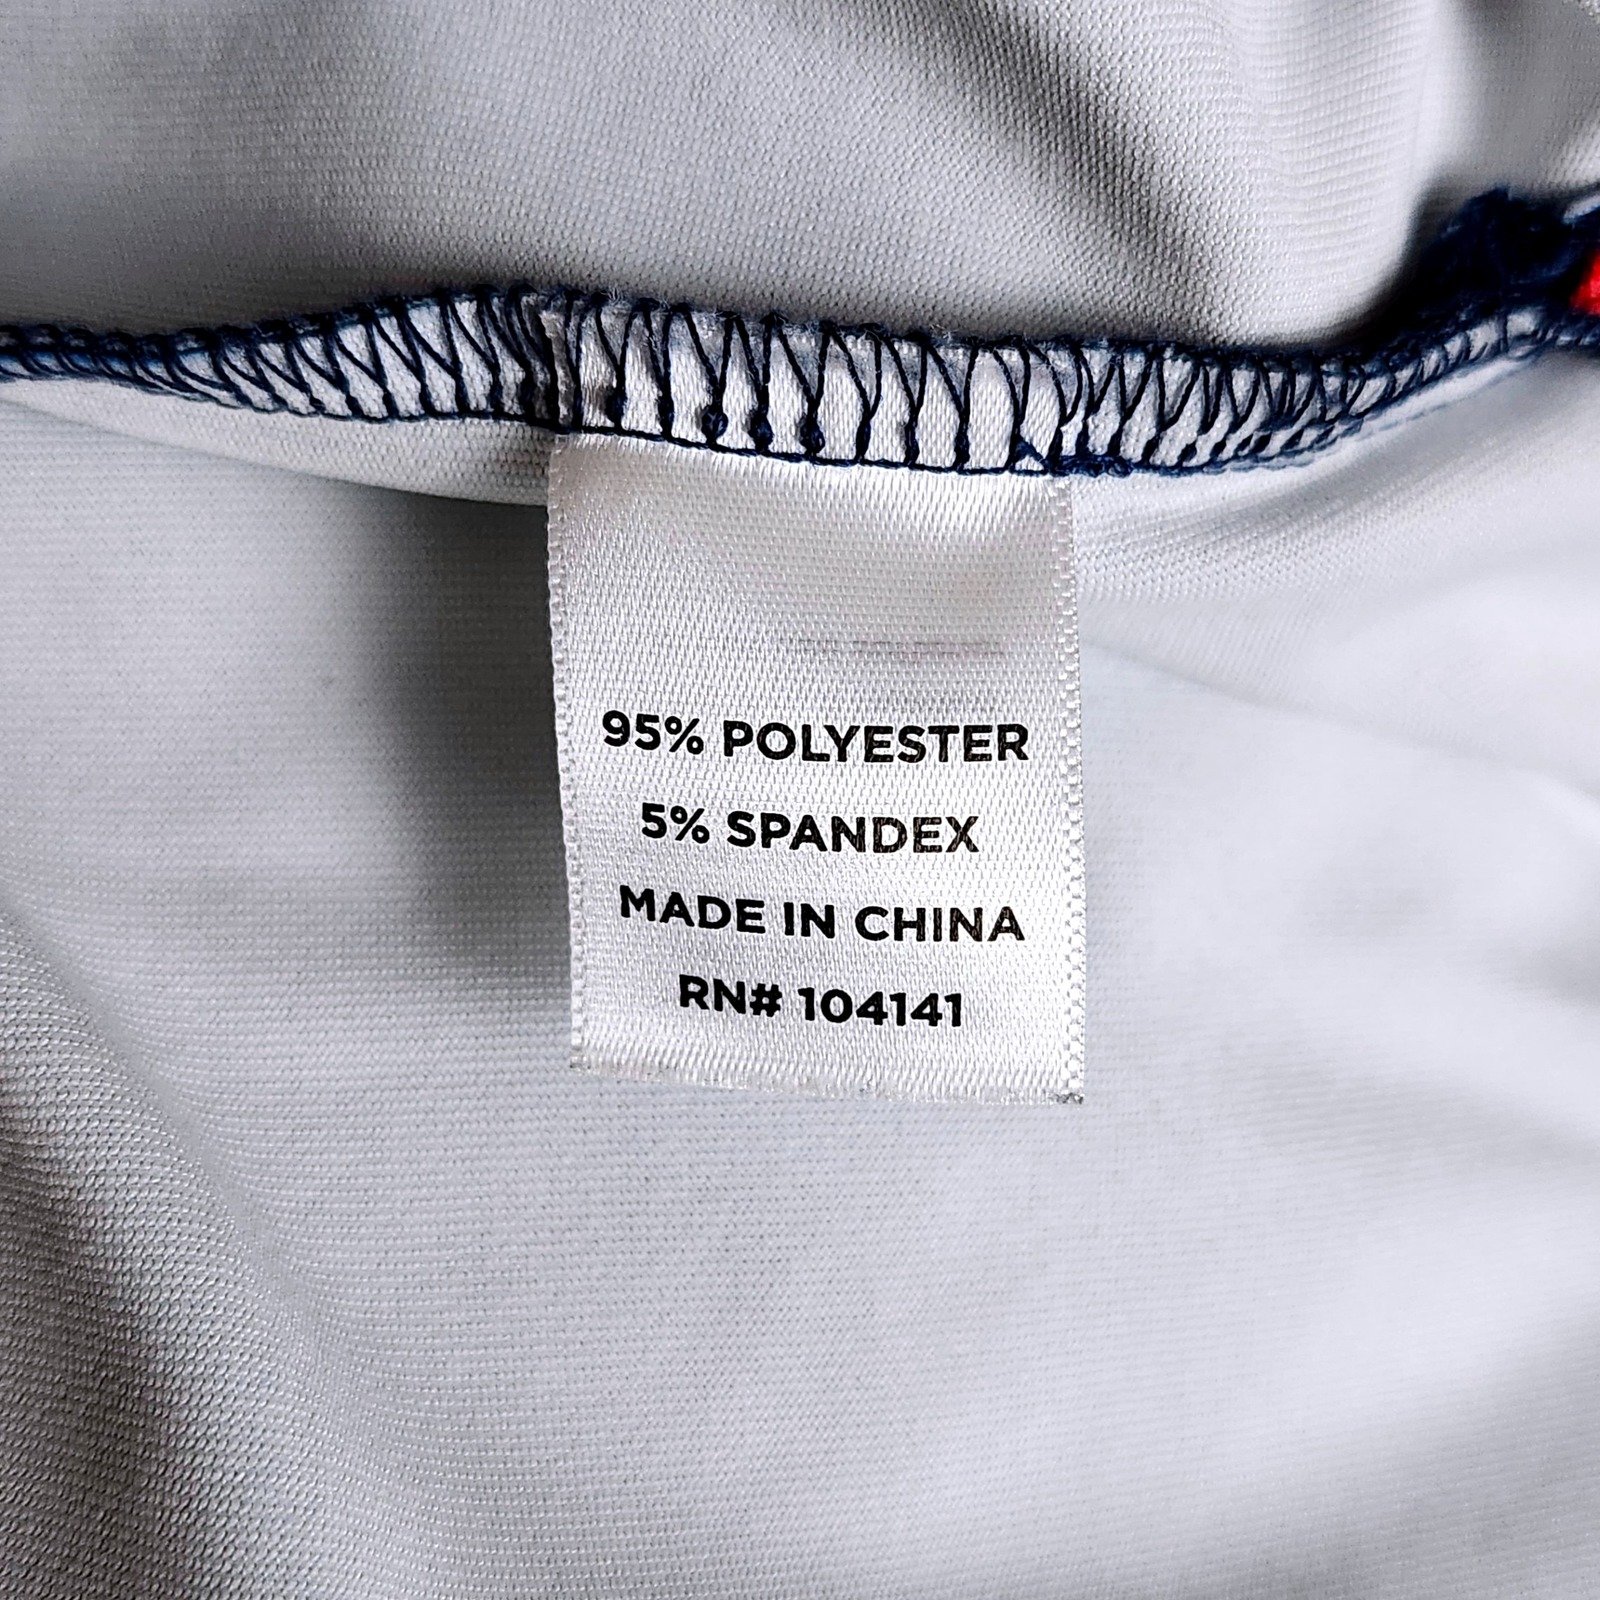 95% POLYESTER
5% SPANDEX
MADE IN CHINA
RN# 104141